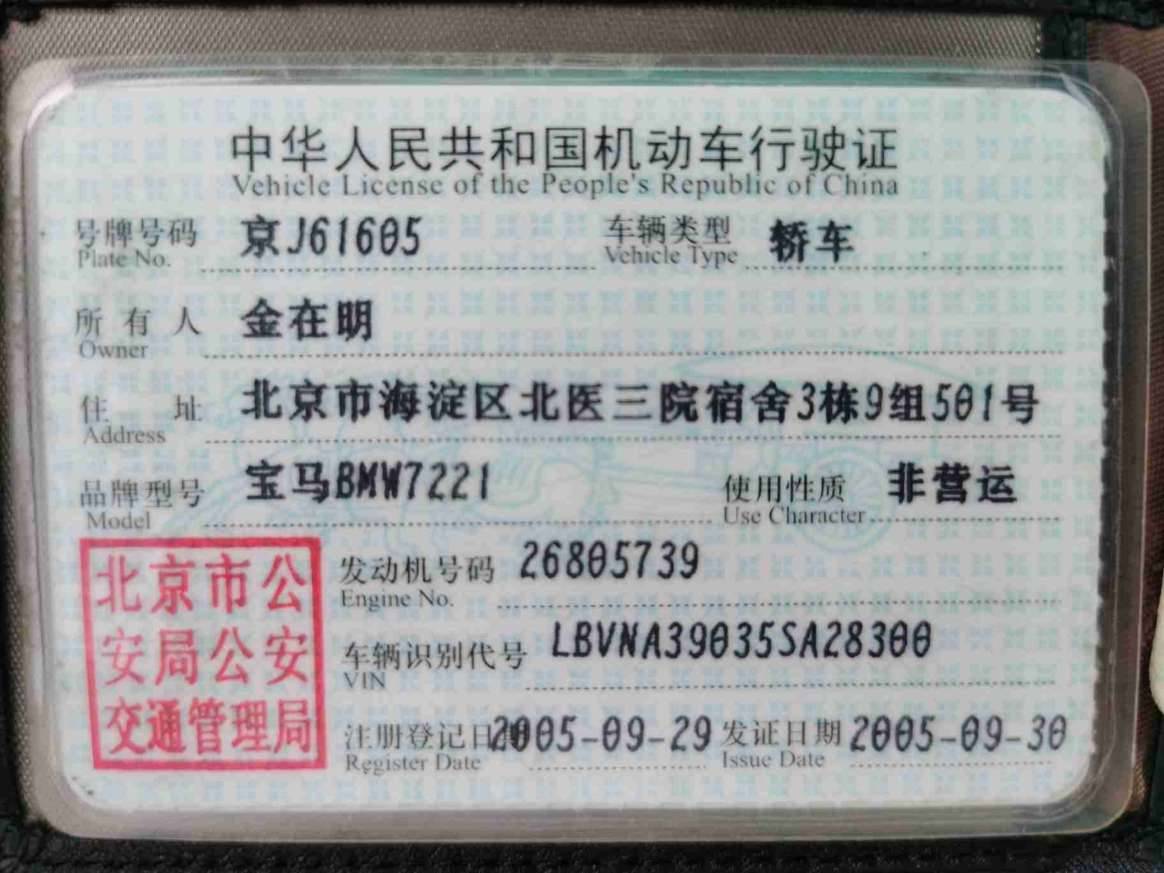 中华人民共和国机动车行驶证
Vehicle License of the People's Republic of China
号牌号码 京J61605 车辆类型 轿车
Plate No. Vehicle Type
所有人 金在明
Owner
住址 北京市海淀区北医三院宿舍3栋9组501号
Address
品牌型号 宝马BMW7221 使用性质 非营运
Model Use Character
发动机号码 26805739
Engine No.
车辆识别代号 LBVNA39035SA28300
VIN
注册登记日期 2005-09-29 发证日期 2005-09-30
Register Date Issue Date
北京市公
安局公安
交通管理局